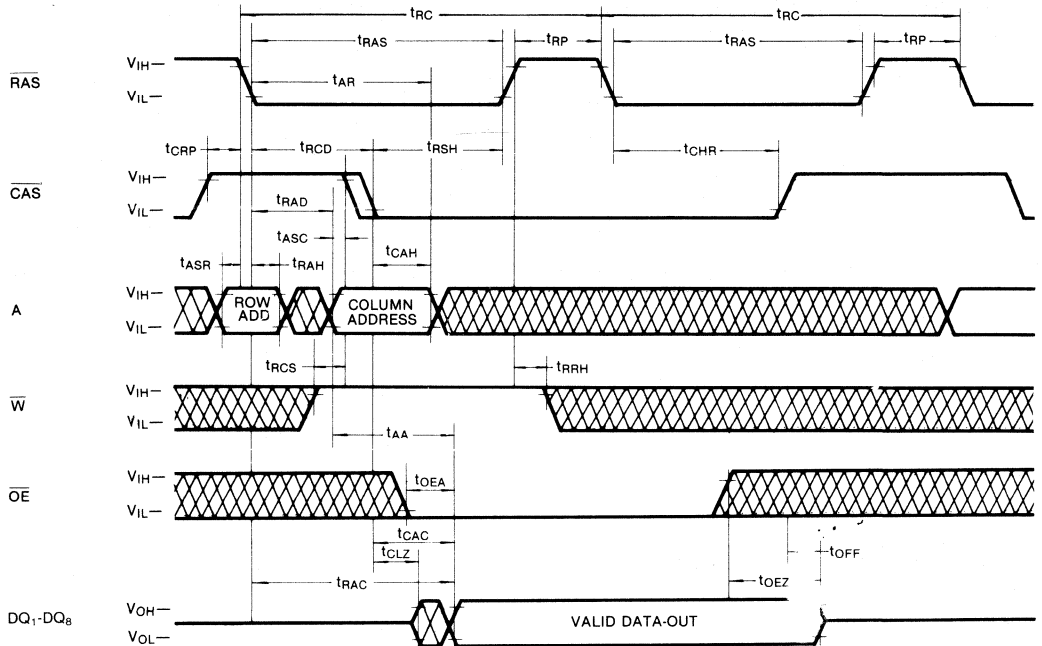 tRC tRC
tRAS tRP tRAS tRP
RAS VIH VIL tAR
tCRP tRCD tRSH tCHR
CAS VIH VIL tRAD
tASC tCAH
tASR tRAH
A VIH VIL ROW ADD COLUMN ADDRESS
tRCS tRRH
W VIH VIL
tAA
OE VIH VIL tOEA
tCAC tOFF
tCLZ tOEZ
tRAC
DQ1-DQ8 VOH VOL VALID DATA-OUT